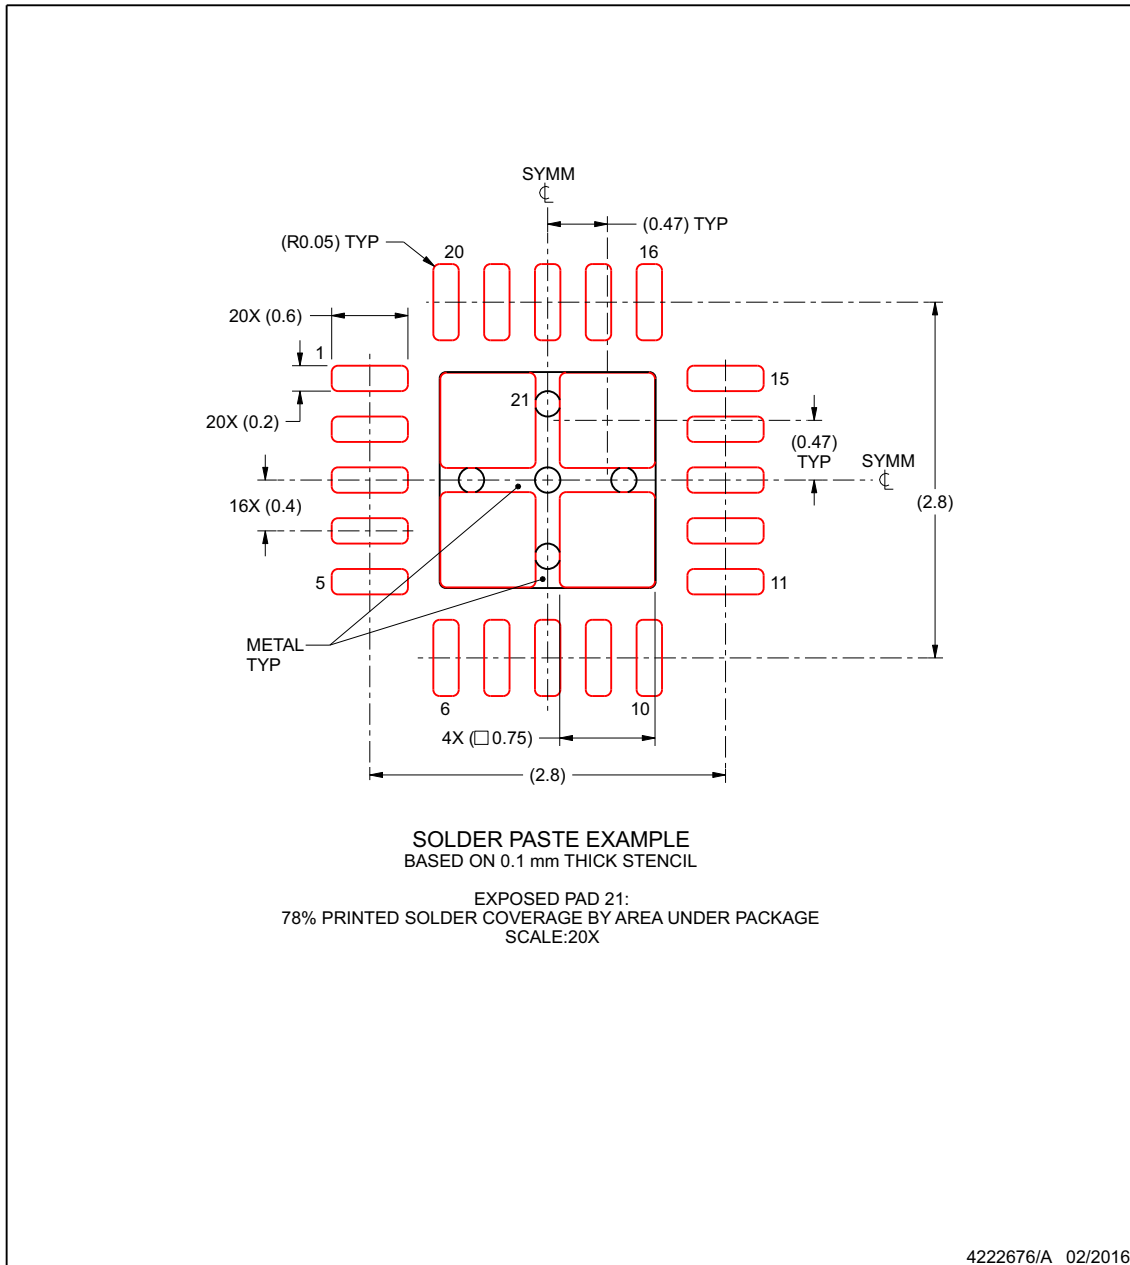 SYMM
℄
(0.47) TYP
(R0.05) TYP
20
16
20X (0.6)
1
15
21
20X (0.2)
(0.47)
TYP
SYMM
℄
16X (0.4)
(2.8)
5
11
METAL
TYP
6
10
4X (□ 0.75)
(2.8)
SOLDER PASTE EXAMPLE
BASED ON 0.1 mm THICK STENCIL
EXPOSED PAD 21:
78% PRINTED SOLDER COVERAGE BY AREA UNDER PACKAGE
SCALE:20X
4222676/A 02/2016